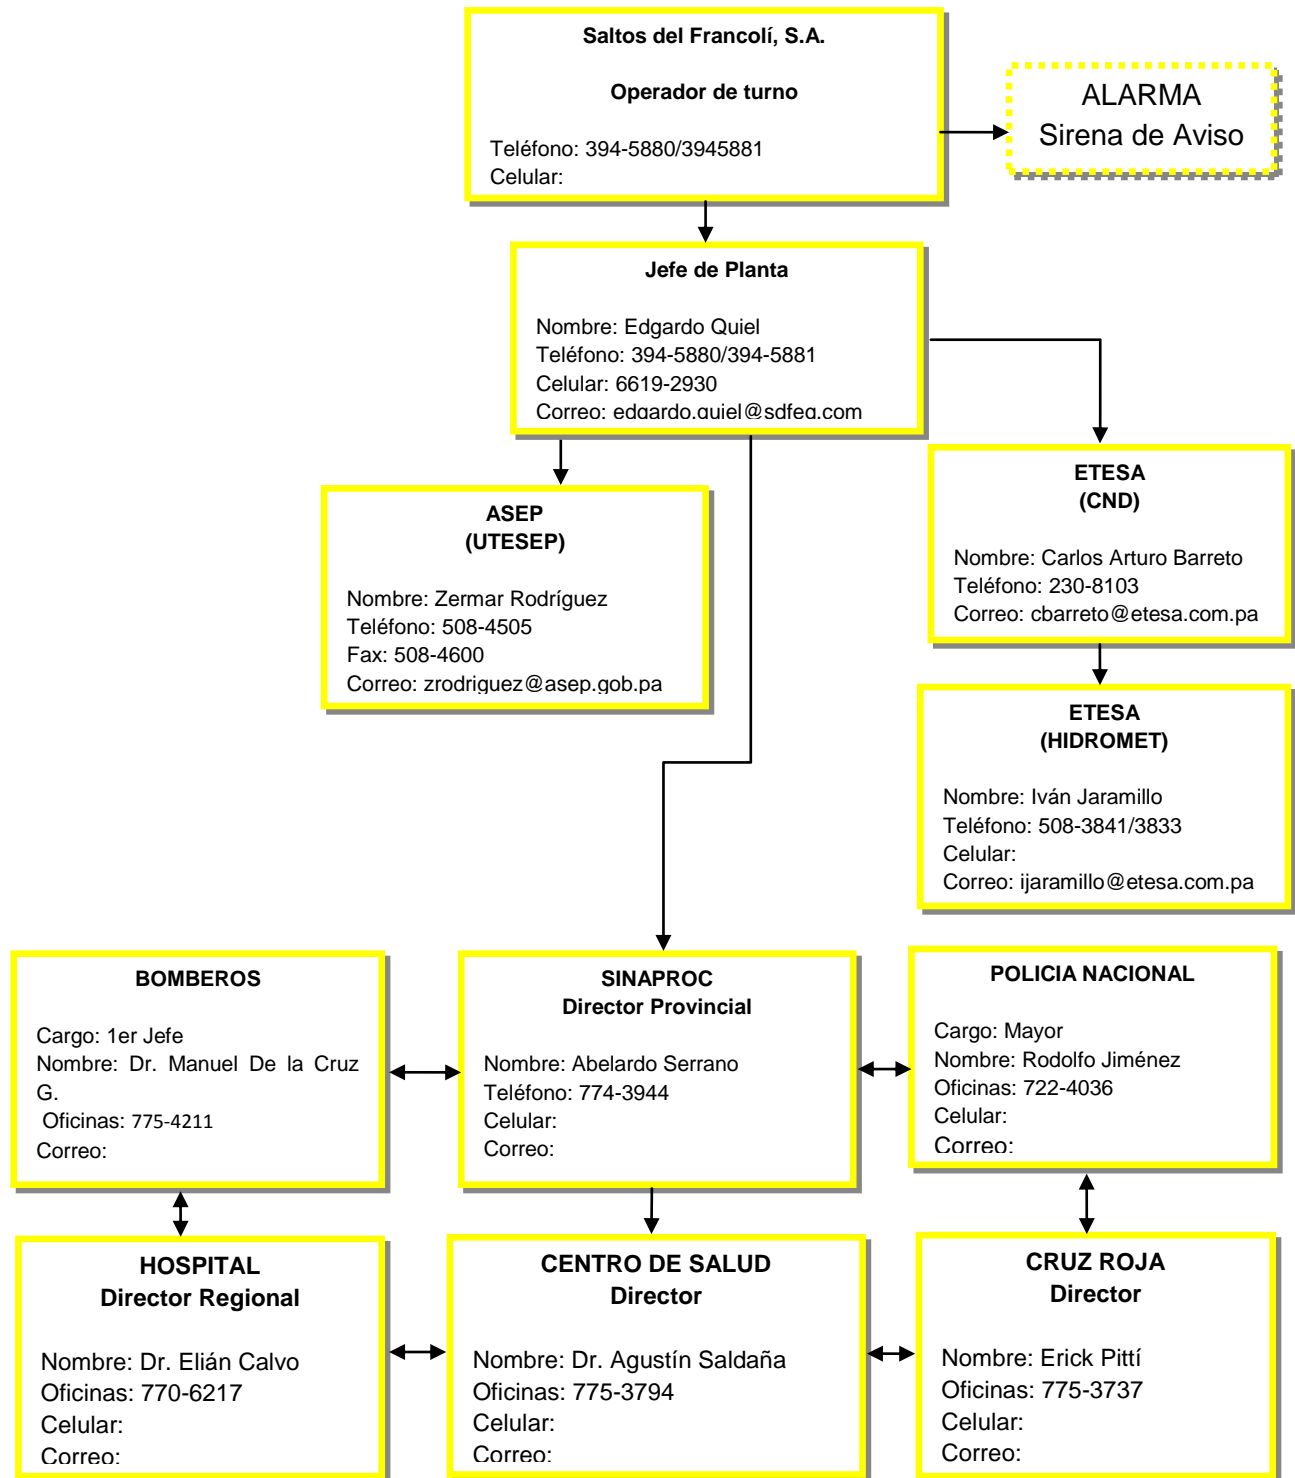 Saltos del Francolí, S.A.
Operador de turno
Teléfono: 394-5880/3945881
Celular:
ALARMA
Sirena de Aviso
Jefe de Planta
Nombre: Edgardo Quiel
Teléfono: 394-5880/394-5881
Celular: 6619-2930
Correo: edgardo.quiel@sdfeg.com
ASEP
(UTESEP)
Nombre: Zermar Rodríguez
Teléfono: 508-4505
Fax: 508-4600
Correo: zrodriguez@asep.gob.pa
ETESA
(CND)
Nombre: Carlos Arturo Barreto
Teléfono: 230-8103
Correo: cbarreto@etesa.com.pa
ETESA
(HIDROMET)
Nombre: Iván Jaramillo
Teléfono: 508-3841/3833
Celular:
Correo: ijaramillo@etesa.com.pa
BOMBEROS
Cargo: 1er Jefe
Nombre: Dr. Manuel De la Cruz
G.
Oficinas: 775-4211
Correo:
SINAPROC
Director Provincial
Nombre: Abelardo Serrano
Teléfono: 774-3944
Celular:
Correo:
POLICIA NACIONAL
Cargo: Mayor
Nombre: Rodolfo Jiménez
Oficinas: 722-4036
Celular:
Correo:
HOSPITAL
Director Regional
Nombre: Dr. Elián Calvo
Oficinas: 770-6217
Celular:
Correo:
CENTRO DE SALUD
Director
Nombre: Dr. Agustín Saldaña
Oficinas: 775-3794
Celular:
Correo:
CRUZ ROJA
Director
Nombre: Erick Pittí
Oficinas: 775-3737
Celular:
Correo: